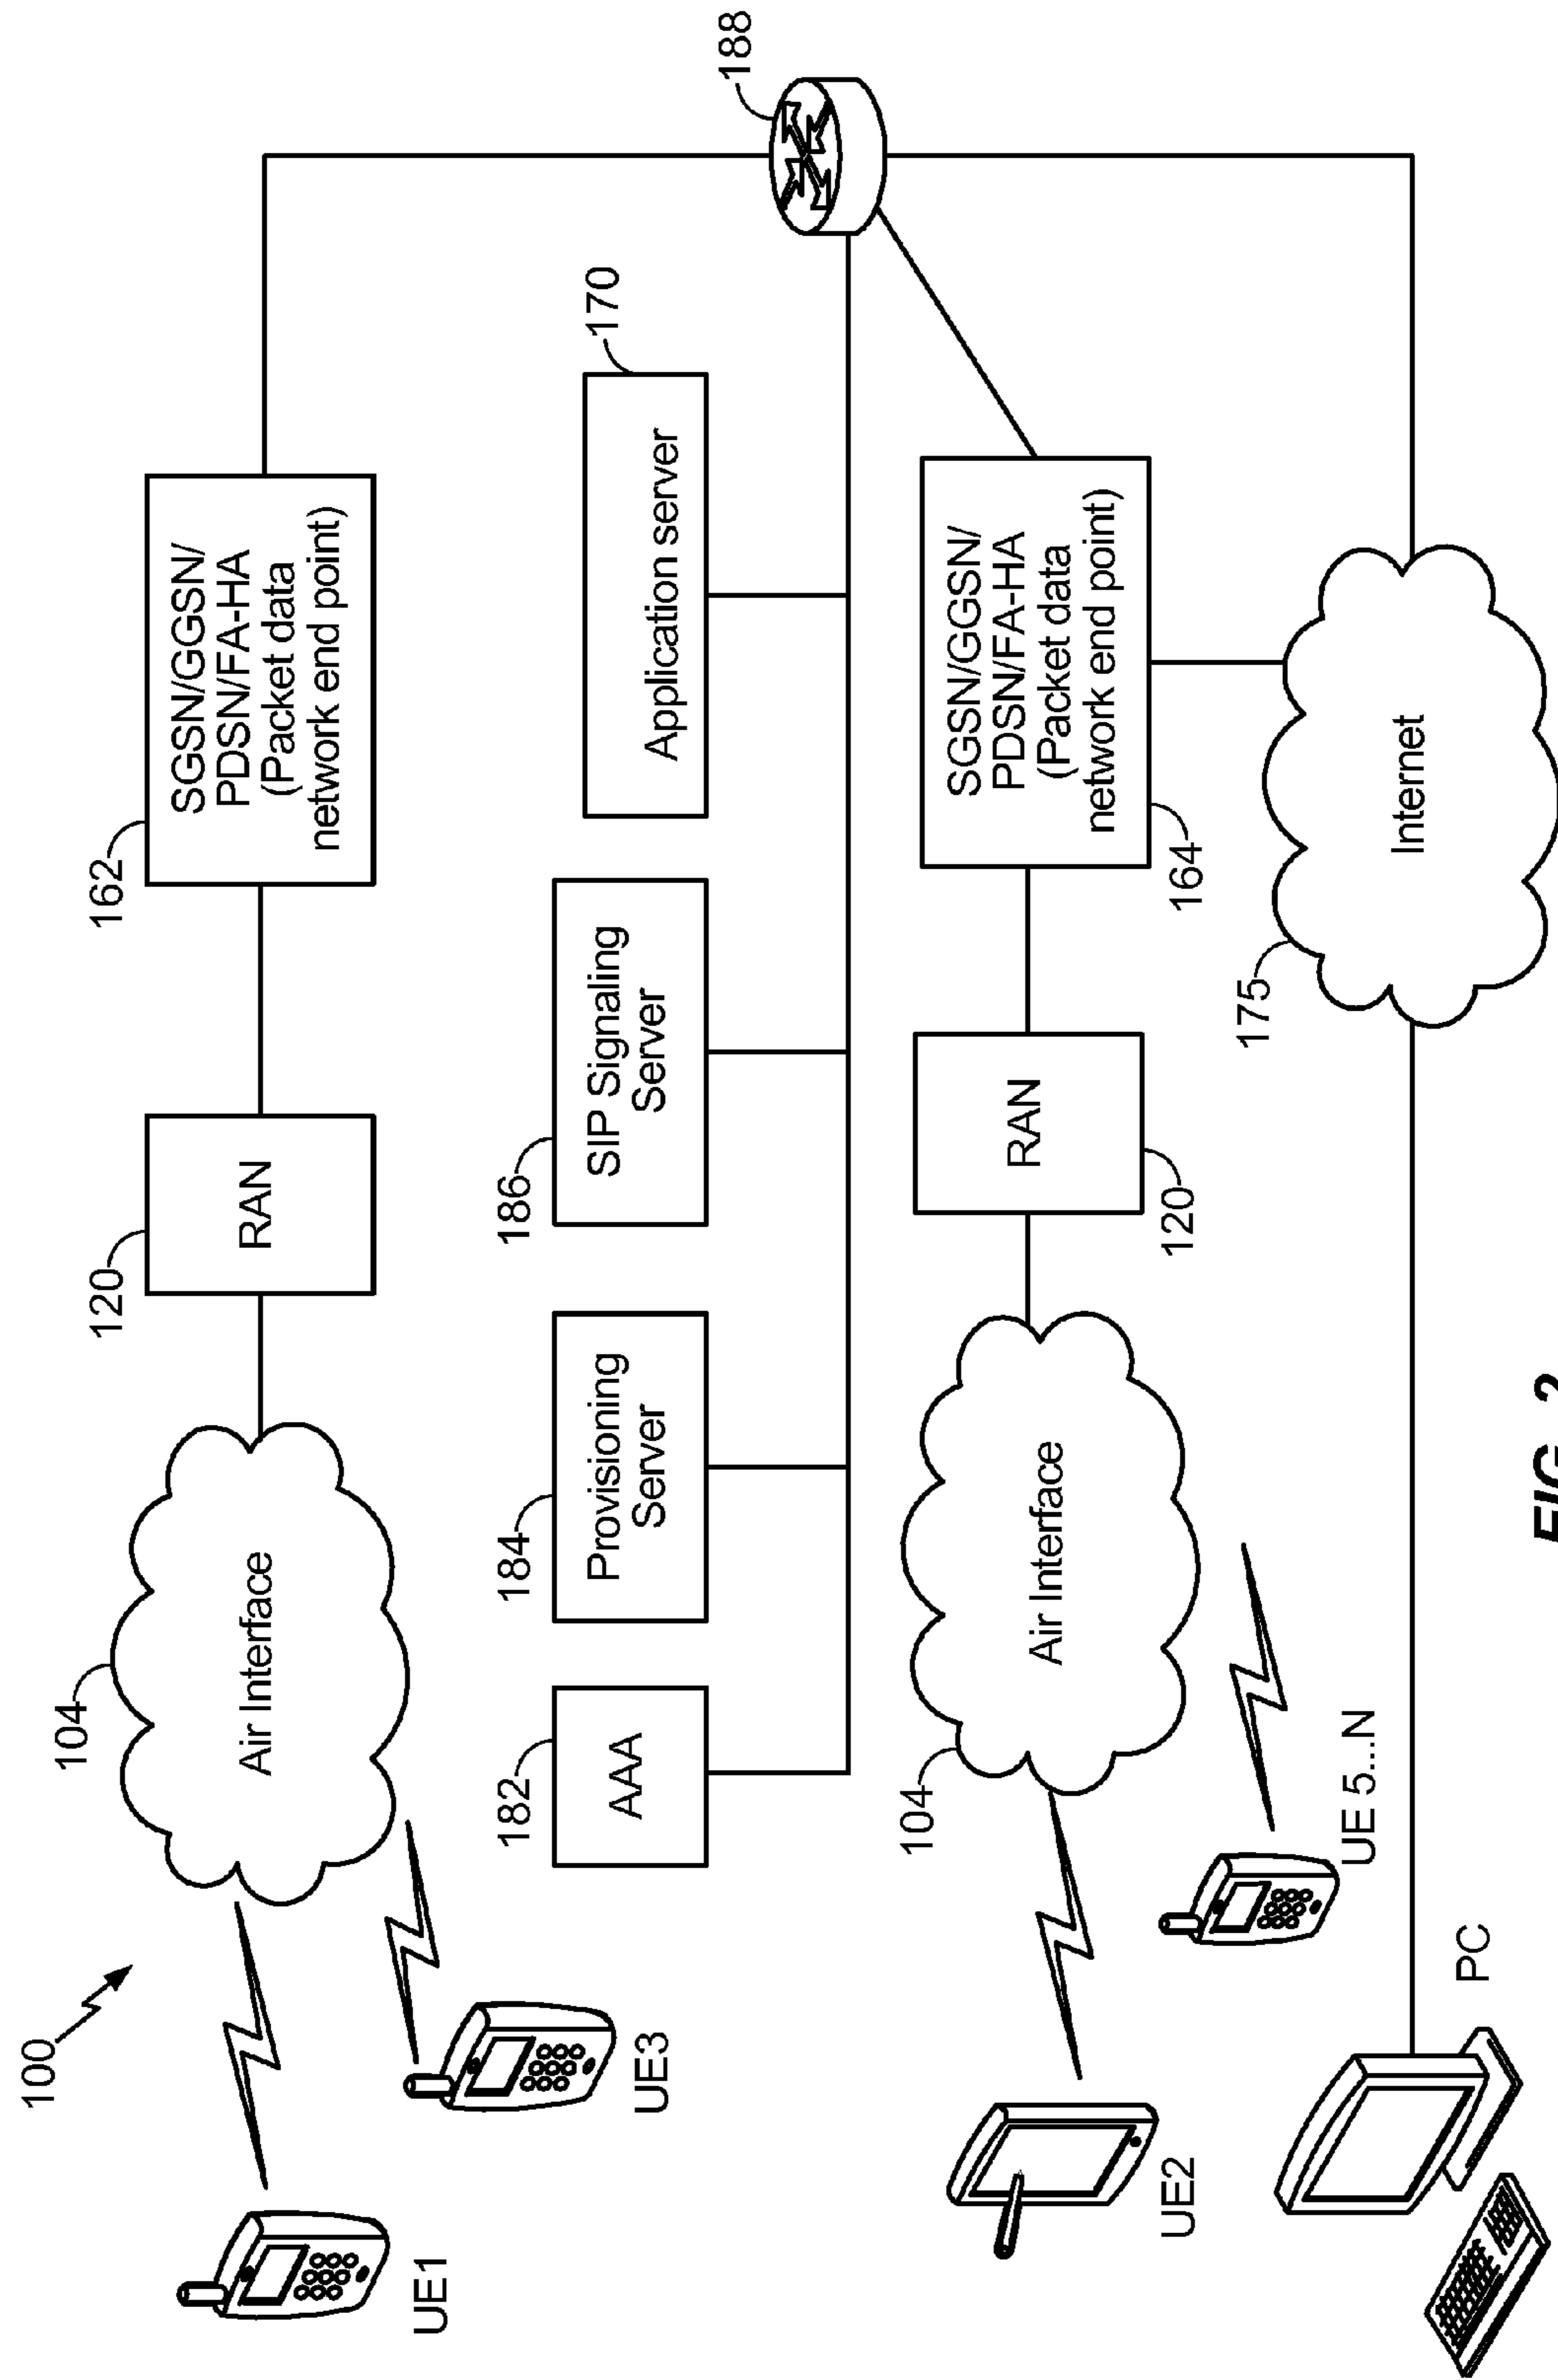 100
104
Air Interface
120
RAN
162
SGSN/GGSN/
PDSN/FA-HA
(Packet data
network end point)
UE1
UE3
182
AAA
184
Provisioning
Server
186
SIP Signaling
Server
170
Application server
188
104
Air Interface
RAN
120
SGSN/GGSN/
PDSN/FA-HA
(Packet data
network end point)
164
UE2
UE 5...N
175
Internet
PC
FIG. 2